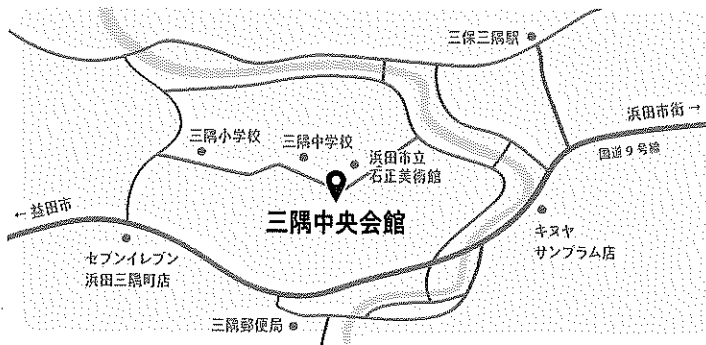 三保三隅駅
浜田市街 →
国道9号線
三隅小学校
三隅中学校
浜田市立
石正美術館
← 益田市
三隅中央会館
キヌヤ
サンプラム店
セブンイレブン
浜田三隅町店
三隅郵便局